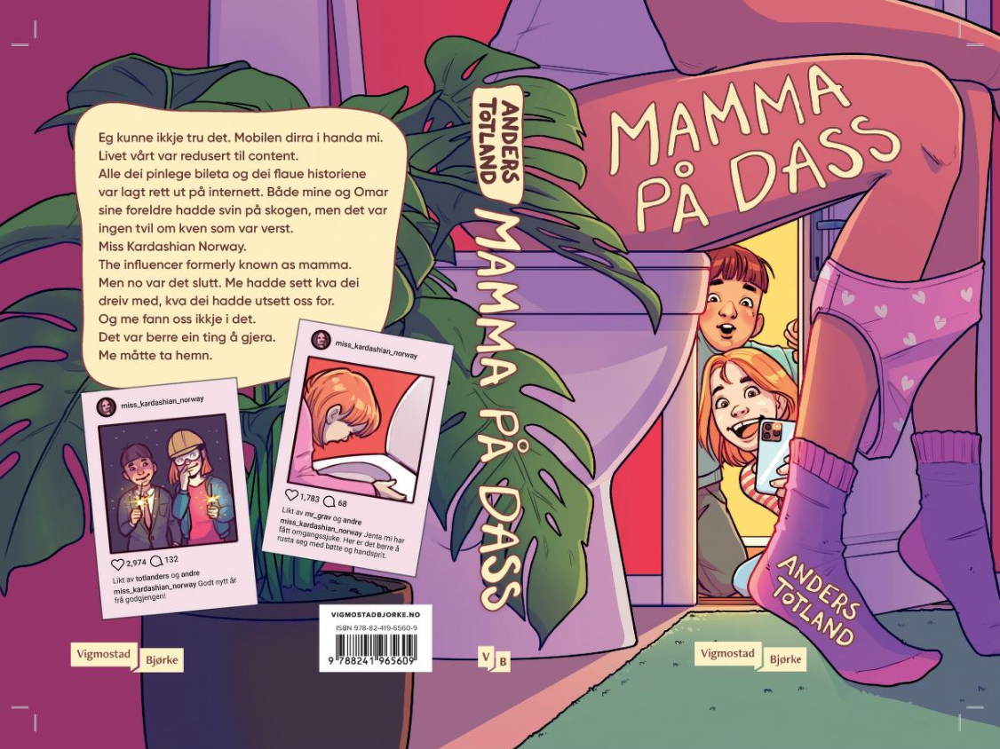 Eg kunne ikkje tru det. Mobilen dirra i handa mi.
Livet vårt var redusert til content.
Alle dei pinlege bileta og dei flaue historiene
var lagt rett ut på internett. Både mine og Omar
sine foreldre hadde svin på skogen, men det var
ingen tvil om kven som var verst.
Miss Kardashian Norway.
The influencer formerly known as mamma.
Men no var det slutt. Me hadde sett kva dei
dreiv med, kva dei hadde utsett oss for.
Og me fann oss ikkje i det.
Det var berre ein ting å gjera.
Me måtte ta hemn.
miss_kardashian_norway
2,974 132
Likt av totlanders og andre
miss_kardashian_norway Godt nytt år
frå godgjengen!
miss_kardashian_norway
1,783 68
Likt av mr_grav og andre
miss_kardashian_norway Jenta mi har
fått omgangssjuke. Her er det berre å
rusta seg med bøtte og handsprit.
Vigmostad
Bjørke
VIGMOSTADBJORKE.NO
ISBN 978-82-419-6560-9
9 788241 965609
ANDERS
TOTLAND
MAMMA PÅ DASS
V
B
MAMMA
PÅ DASS
ANDERS
TOTLAND
Vigmostad
Bjørke